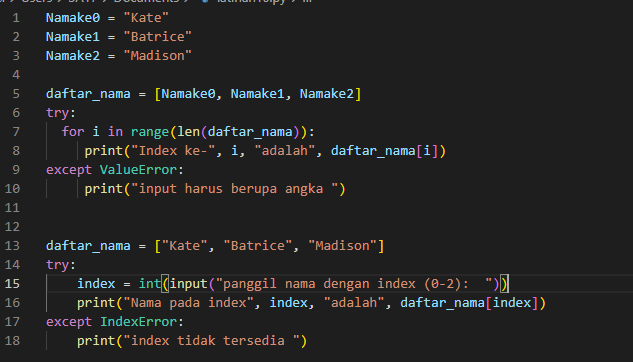 Namake0 = "Kate"
Namake1 = "Batrice"
Namake2 = "Madison"
daftar_nama = [Namake0, Namake1, Namake2]
try:
  for i in range(len(daftar_nama)):
     print("Index ke-", i, "adalah", daftar_nama[i])
except ValueError:
     print("input harus berupa angka ")
daftar_nama = ["Kate", "Batrice", "Madison"]
try:
    index = int(input("panggil nama dengan index (0-2):  "))
    print("Nama pada index", index, "adalah", daftar_nama[index])
except IndexError:
    print("index tidak tersedia ")